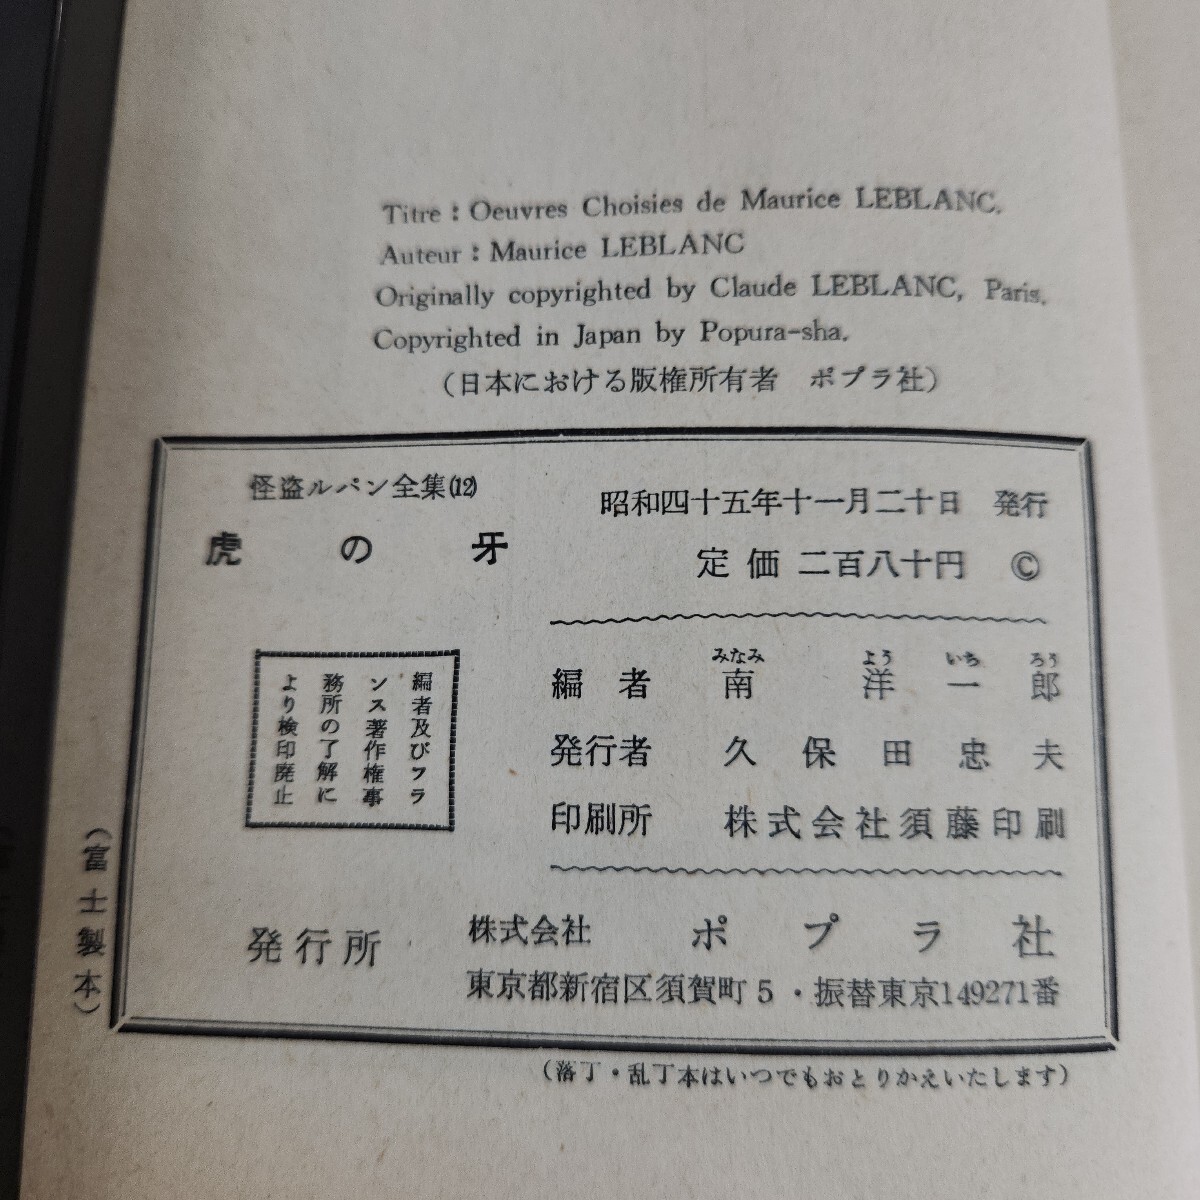 Titre : Oeuvres Choisies de Maurice LEBLANC.
Auteur : Maurice LEBLANC
Originally copyrighted by Claude LEBLANC, Paris.
Copyrighted in Japan by Popura-sha.
(日本における版権所有者 ポプラ社)
怪盗ルパン全集(12)
虎の牙
昭和四十五年十一月二十日 発行
定価 二百八十円 ©
みなみ よう いち ろう
編者 南 洋一郎
発行者 久保田忠夫
印刷所 株式会社須藤印刷
編者及びフラ
ンス著作権事
務所の了解に
より検印廃止
発行所 株式会社 ポプラ社
東京都新宿区須賀町5・振替東京149271番
(富士製本)
(落丁・乱丁本はいつでもおとりかえいたします)